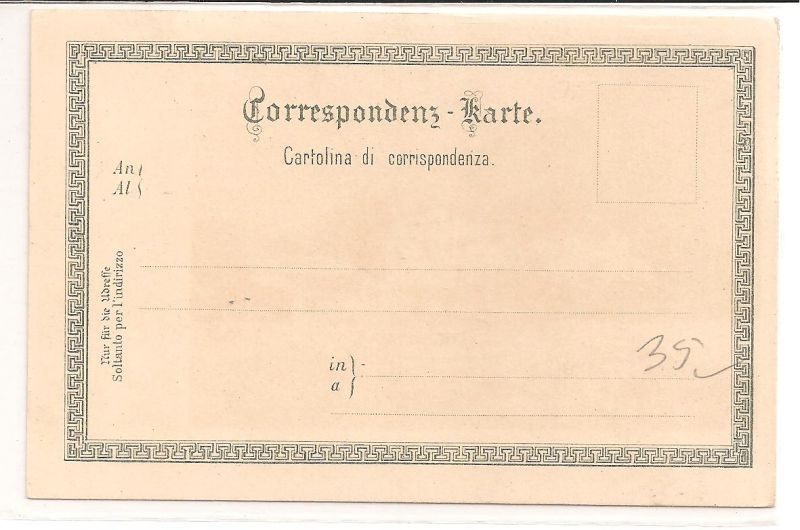 Correspondenz-Karte.
Cartolina di corrispondenza.
An
Al
Nur für die Adresse
Soltanto per l'indirizzo
in
a
35